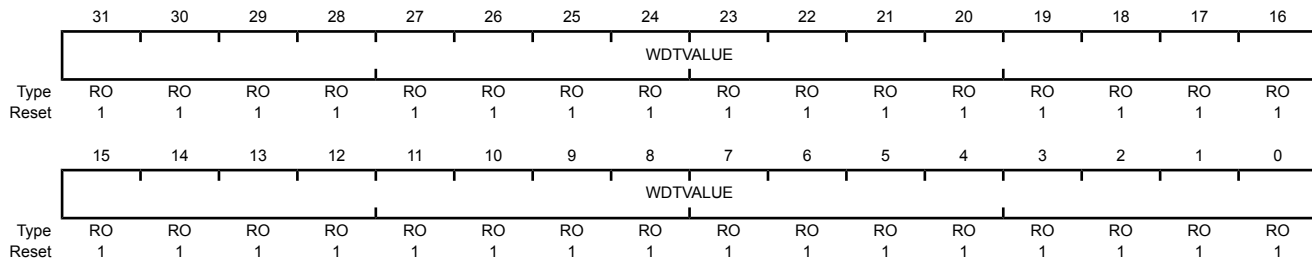 31 30 29 28 27 26 25 24 23 22 21 20 19 18 17 16
WDTVALUE
Type RO RO RO RO RO RO RO RO RO RO RO RO RO RO RO RO
Reset 1 1 1 1 1 1 1 1 1 1 1 1 1 1 1 1
15 14 13 12 11 10 9 8 7 6 5 4 3 2 1 0
WDTVALUE
Type RO RO RO RO RO RO RO RO RO RO RO RO RO RO RO RO
Reset 1 1 1 1 1 1 1 1 1 1 1 1 1 1 1 1